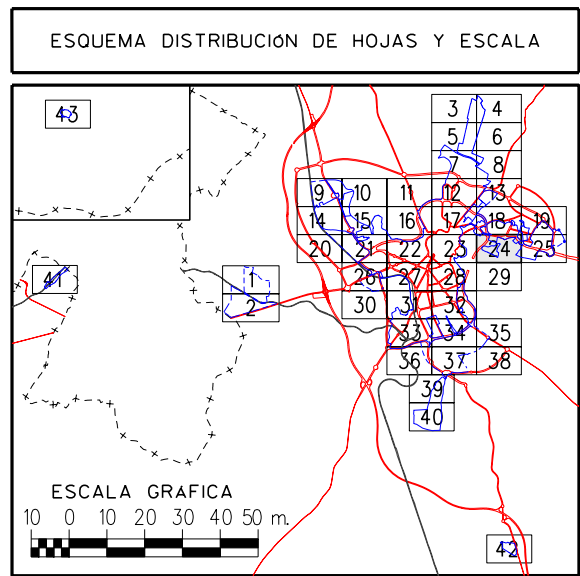 ESQUEMA DISTRIBUCIóN DE HOJAS Y ESCALA
43
3 4
5 6
7 8
9 10 11 12 13
14 15 16 17 18 19
20 21 22 23 24 25
41 1 26 27 28 29
2 30 31 32
33 34 35
36 37 38
39
40
ESCALA GRáFICA
10 0 10 20 30 40 50 m.
42